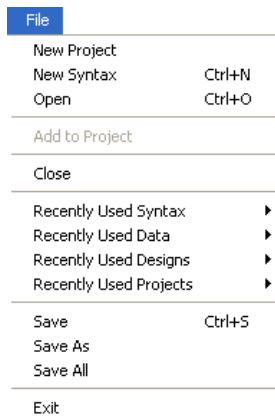 File
New Project
New Syntax Ctrl+N
Open Ctrl+O
Add to Project
Close
Recently Used Syntax
Recently Used Data
Recently Used Designs
Recently Used Projects
Save Ctrl+S
Save As
Save All
Exit